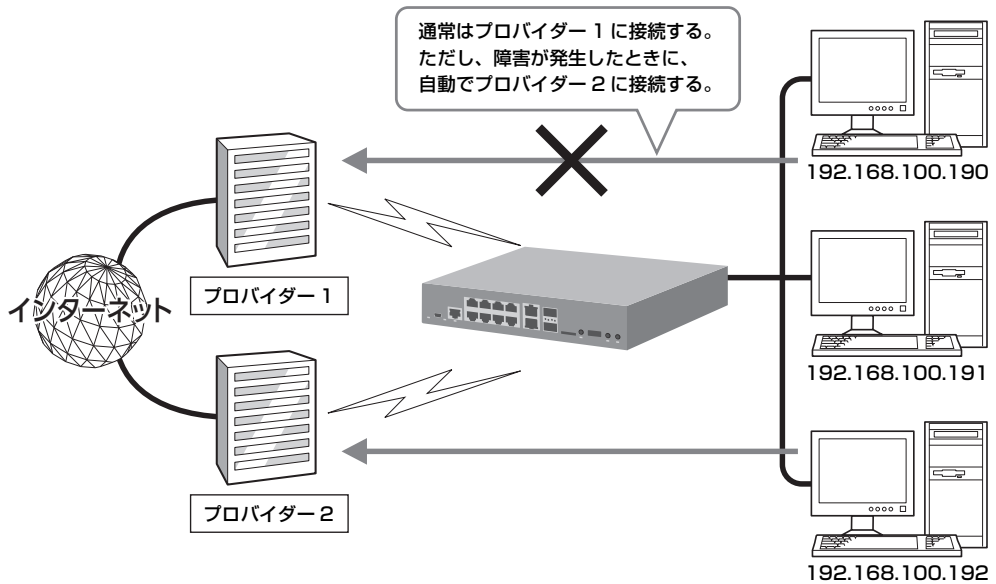 通常はプロバイダー 1 に接続する。
ただし、障害が発生したときに、
自動でプロバイダー 2 に接続する。
192.168.100.190
プロバイダー 1
インターネット
192.168.100.191
プロバイダー 2
192.168.100.192